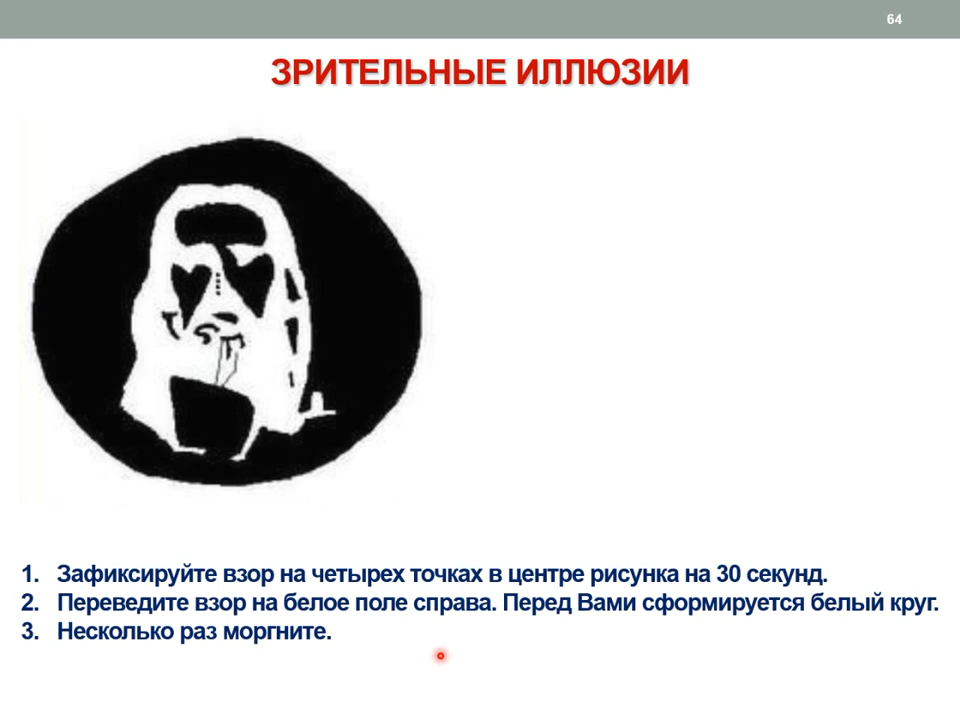 64
ЗРИТЕЛЬНЫЕ ИЛЛЮЗИИ
1. Зафиксируйте взор на четырех точках в центре рисунка на 30 секунд.
2. Переведите взор на белое поле справа. Перед Вами сформируется белый круг.
3. Несколько раз моргните.